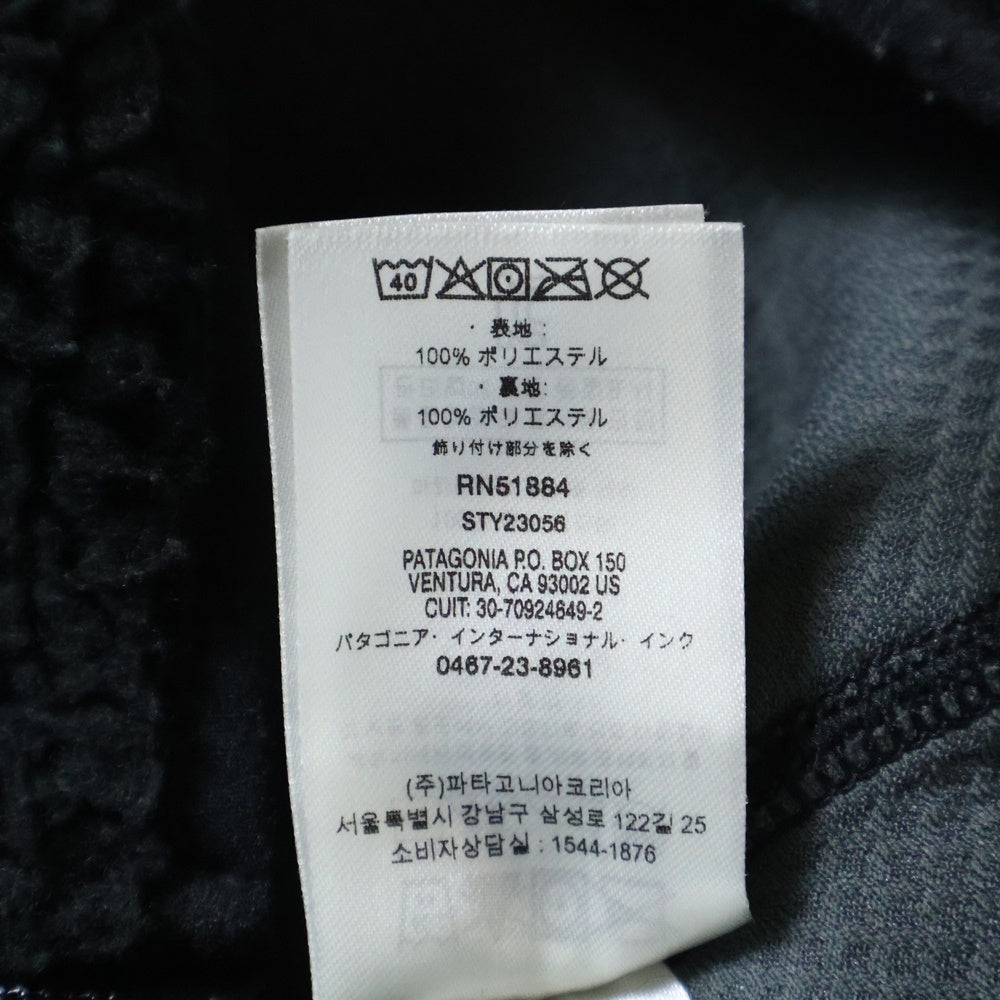 40
・ 表地 :
100% ポリエステル
・ 裏地:
100% ポリエステル
飾り付け部分を除く
RN51884
STY23056
PATAGONIA P.O. BOX 150
VENTURA, CA 93002 US
CUIT: 30-70924649-2
パタゴニア・インターナショナル・インク
0467-23-8961
(주)파타고니아코리아
서울특별시 강남구 삼성로 122길 25
소비자상담실 : 1544-1876